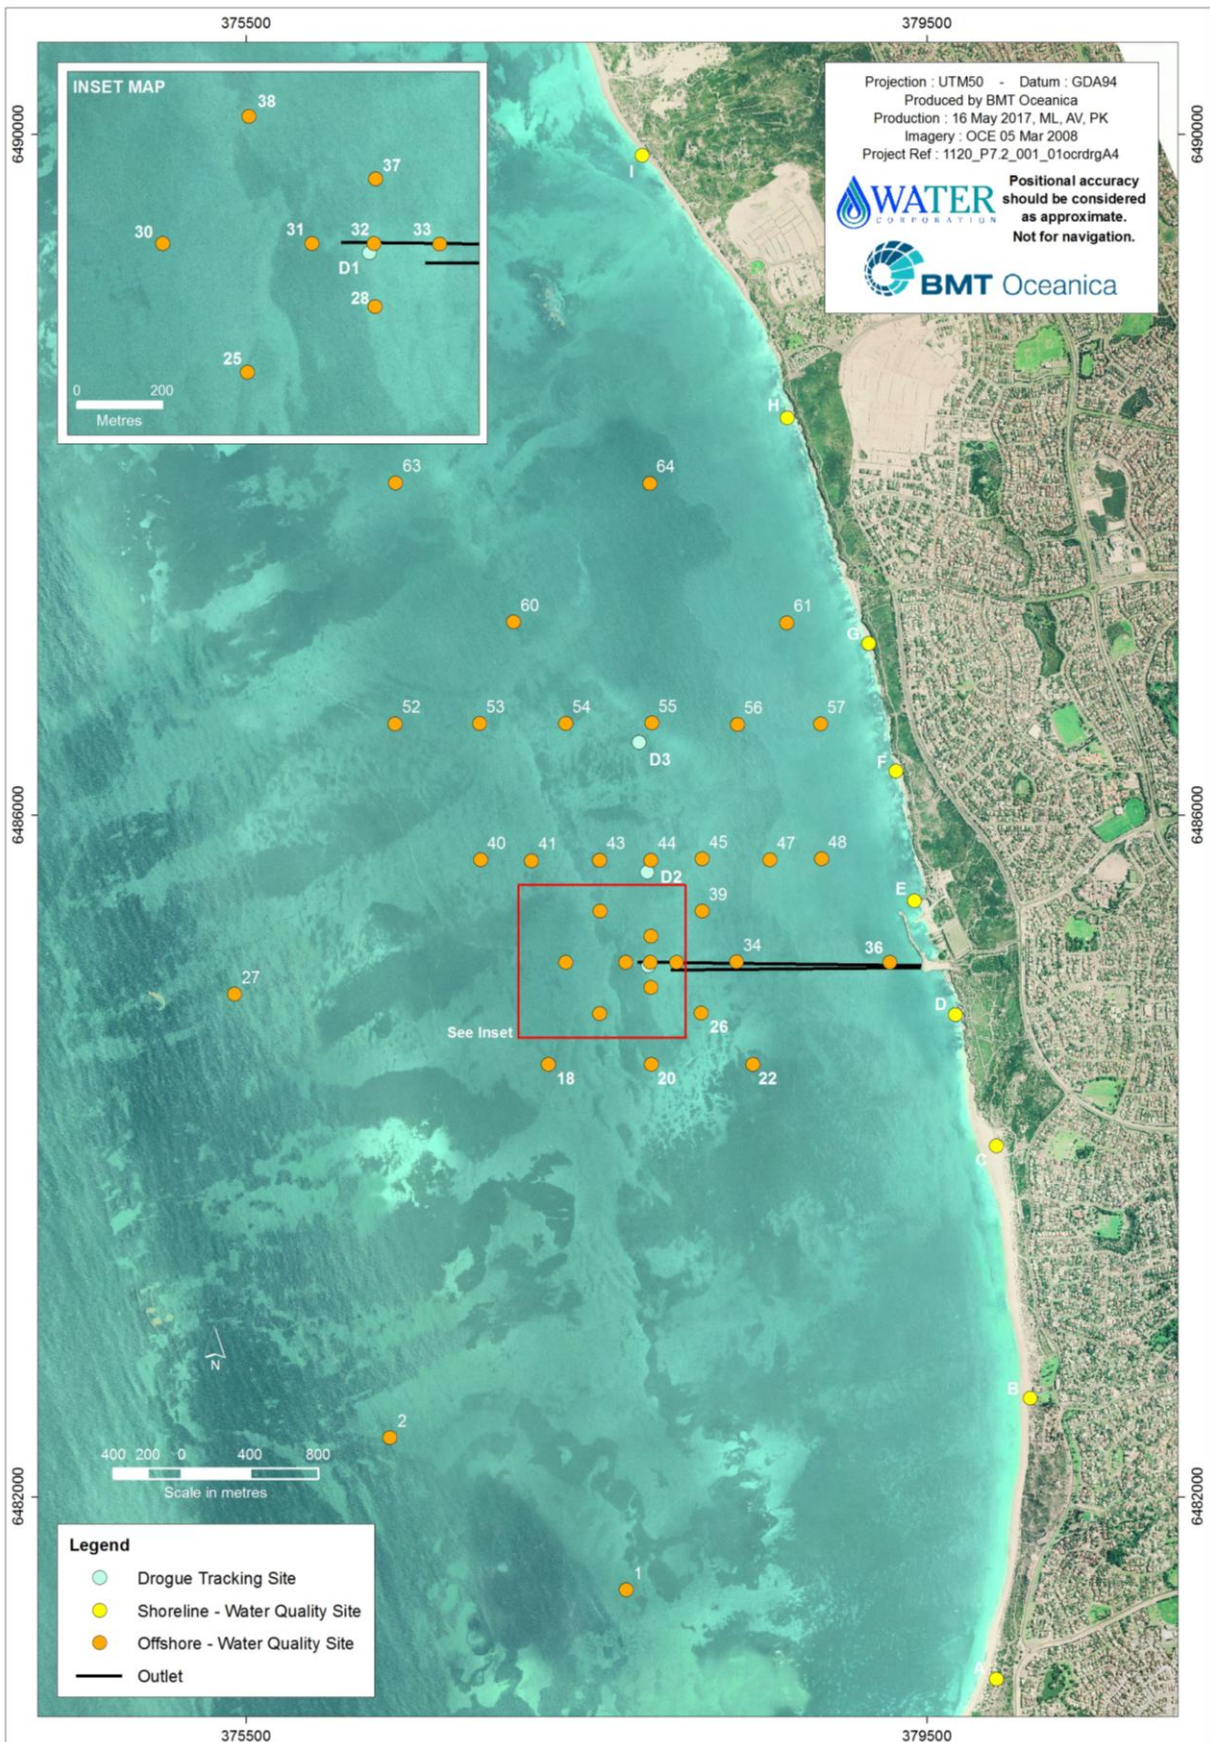 375500
379500
INSET MAP
38
37
30
31
32
33
D1
28
25
0
200
Metres
Projection : UTM50 - Datum : GDA94
Produced by BMT Oceanica
Production : 16 May 2017, ML, AV, PK
Imagery : OCE 05 Mar 2008
Project Ref : 1120_P7.2_001_01ocrdrgA4
WATER
CORPORATION
Positional accuracy
should be considered
as approximate.
Not for navigation.
BMT Oceanica
6490000
6490000
I
H
63
64
60
61
G
52
53
54
55
56
57
D3
F
6486000
6486000
40
41
43
44
45
47
48
D2
E
39
34
36
27
D
See Inset
26
18
20
22
C
N
B
2
400 200 0 400 800
Scale in metres
6482000
6482000
Legend
Drogue Tracking Site
Shoreline - Water Quality Site
Offshore - Water Quality Site
Outlet
1
A
375500
379500